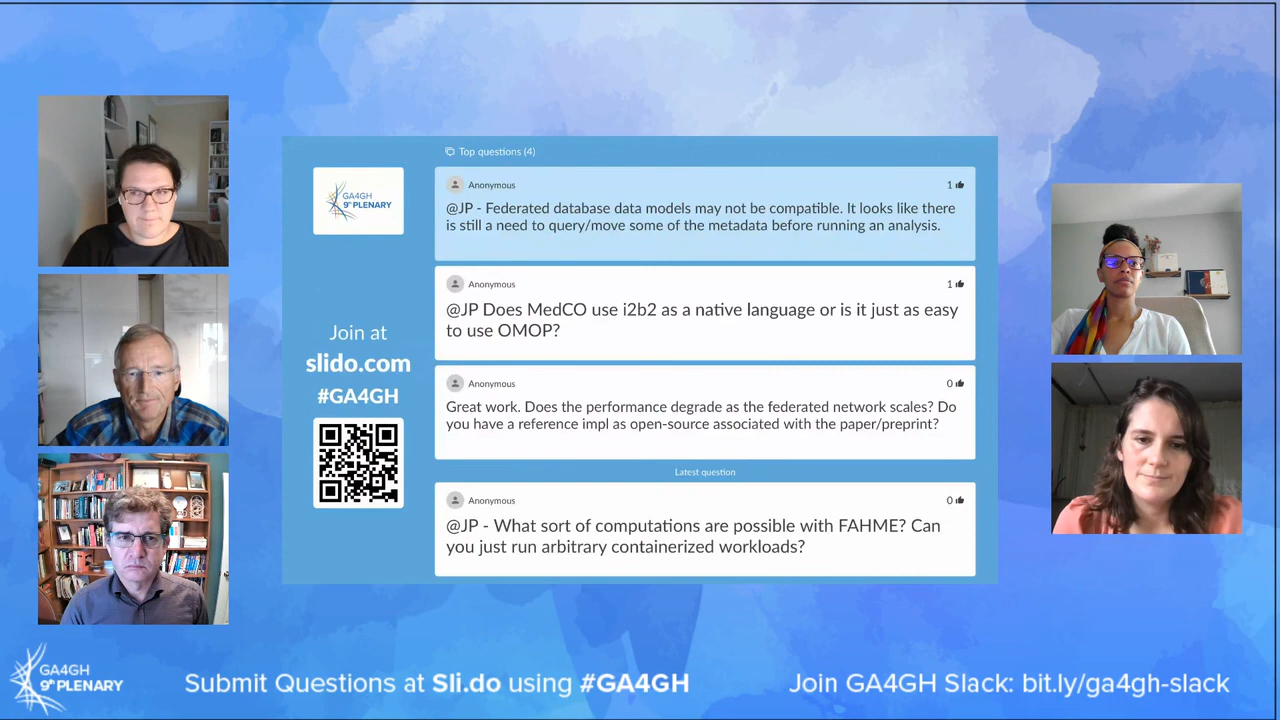 Top questions (4)
GA4GH
9th PLENARY
Anonymous
1
@JP - Federated database data models may not be compatible. It looks like there
is still a need to query/move some of the metadata before running an analysis.
Anonymous
1
@JP Does MedCO use i2b2 as a native language or is it just as easy
to use OMOP?
Join at
slido.com
#GA4GH
Anonymous
0
Great work. Does the performance degrade as the federated network scales? Do
you have a reference impl as open-source associated with the paper/preprint?
Latest question
Anonymous
0
@JP - What sort of computations are possible with FAHME? Can
you just run arbitrary containerized workloads?
GA4GH
9th PLENARY
Submit Questions at Sli.do using #GA4GH
Join GA4GH Slack: bit.ly/ga4gh-slack